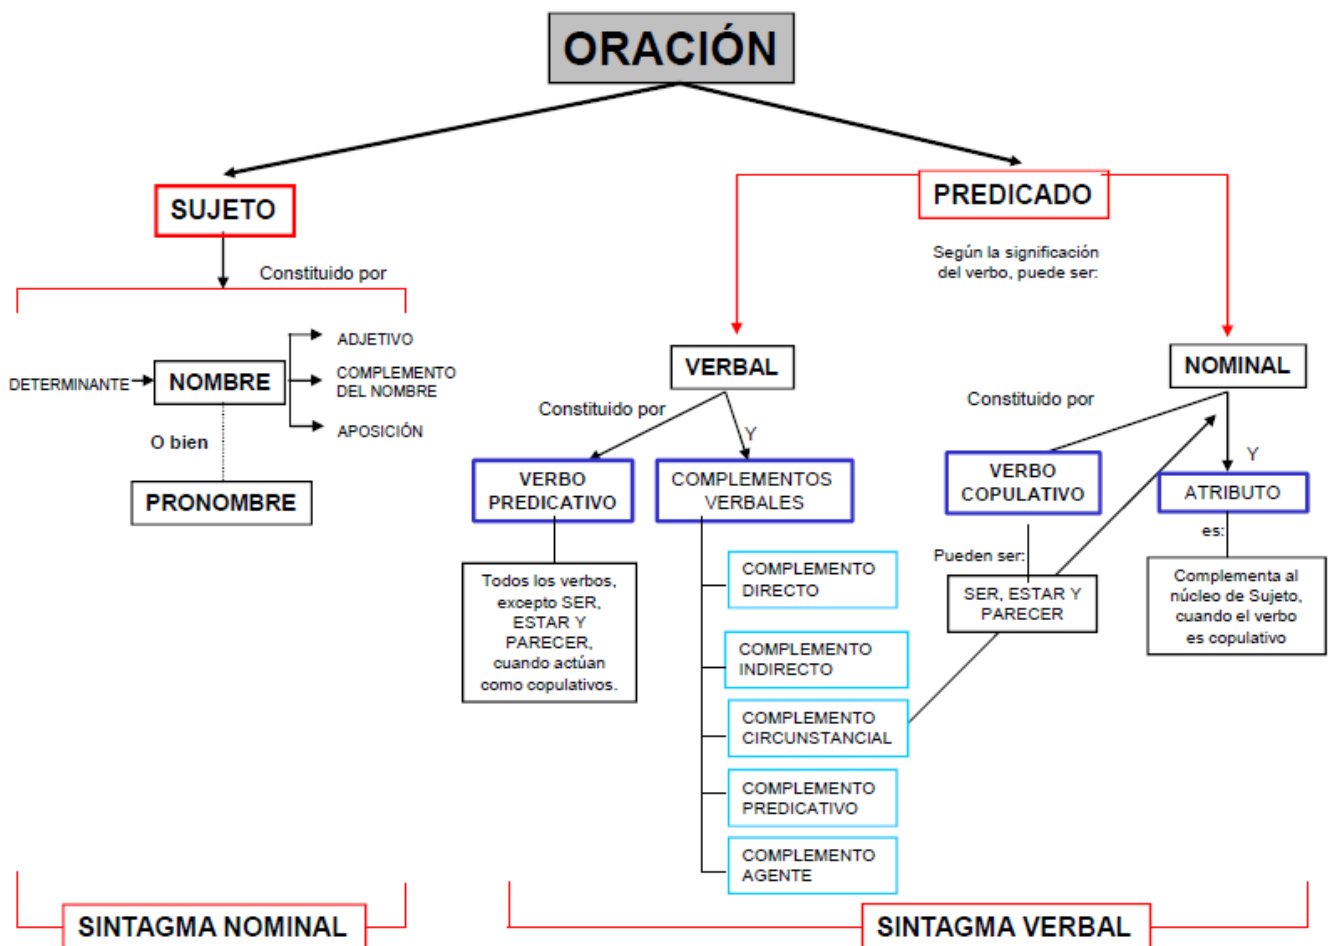 ORACIÓN
SUJETO
PREDICADO
Constituido por
Según la significación
del verbo, puede ser:
DETERMINANTE
NOMBRE
ADJETIVO
COMPLEMENTO
DEL NOMBRE
APOSICIÓN
O bien
PRONOMBRE
VERBAL
Constituido por
Y
VERBO
PREDICATIVO
COMPLEMENTOS
VERBALES
Todos los verbos,
excepto SER,
ESTAR Y
PARECER,
cuando actúan
como copulativos.
COMPLEMENTO
DIRECTO
COMPLEMENTO
INDIRECTO
COMPLEMENTO
CIRCUNSTANCIAL
COMPLEMENTO
PREDICATIVO
COMPLEMENTO
AGENTE
NOMINAL
Constituido por
Y
VERBO
COPULATIVO
ATRIBUTO
Pueden ser:
es:
SER, ESTAR Y
PARECER
Complementa al
núcleo de Sujeto,
cuando el verbo
es copulativo
SINTAGMA NOMINAL
SINTAGMA VERBAL